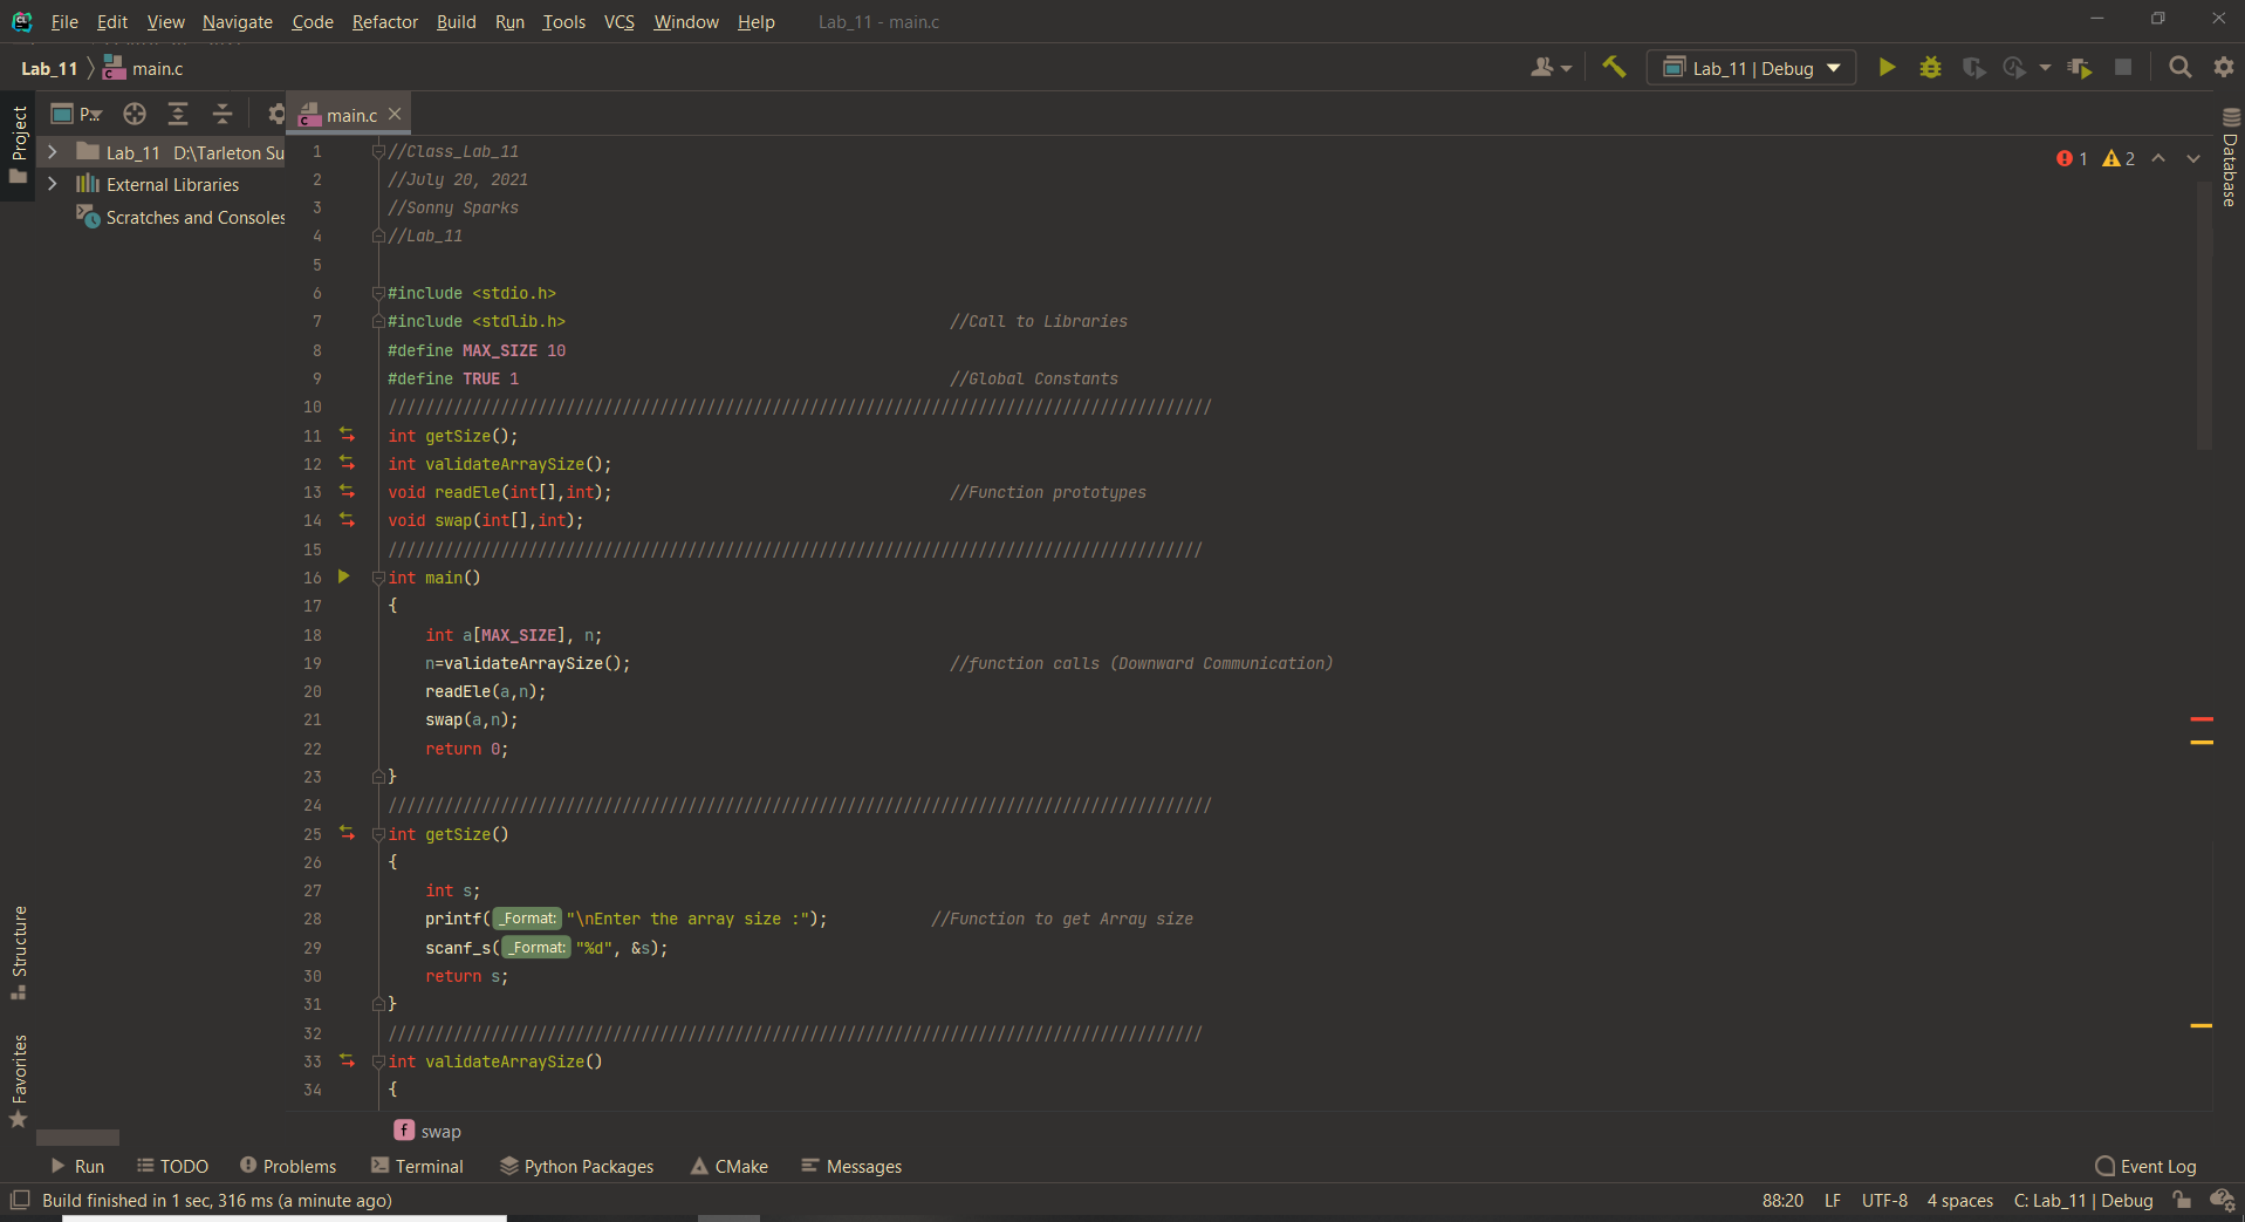 File Edit View Navigate Code Refactor Build Run Tools VCS Window Help Lab_11 - main.c
Lab_11 main.c Lab_11 | Debug
Project P... main.c
Lab_11 D:\Tarleton Su
External Libraries
Scratches and Consoles
1 //Class_Lab_11
2 //July 20, 2021
3 //Sonny Sparks
4 //Lab_11
5
6 #include <stdio.h>
7 #include <stdlib.h> //Call to Libraries
8 #define MAX_SIZE 10
9 #define TRUE 1 //Global Constants
10 ////////////////////////////////////////////////////////////////////////////////////////
11 int getSize();
12 int validateArraySize();
13 void readEle(int[],int); //Function prototypes
14 void swap(int[],int);
15 ///////////////////////////////////////////////////////////////////////////////////////
16 int main()
17 {
18 int a[MAX_SIZE], n;
19 n=validateArraySize(); //function calls (Downward Communication)
20 readEle(a,n);
21 swap(a,n);
22 return 0;
23 }
24 ////////////////////////////////////////////////////////////////////////////////////////
25 int getSize()
26 {
27 int s;
28 printf( _Format: "\nEnter the array size :"); //Function to get Array size
29 scanf_s( _Format: "%d", &s);
30 return s;
31 }
32 ///////////////////////////////////////////////////////////////////////////////////////
33 int validateArraySize()
34 {
1 2
Database
Structure
Favorites
f swap
Run TODO Problems Terminal Python Packages CMake Messages Event Log
Build finished in 1 sec, 316 ms (a minute ago) 88:20 LF UTF-8 4 spaces C: Lab_11 | Debug